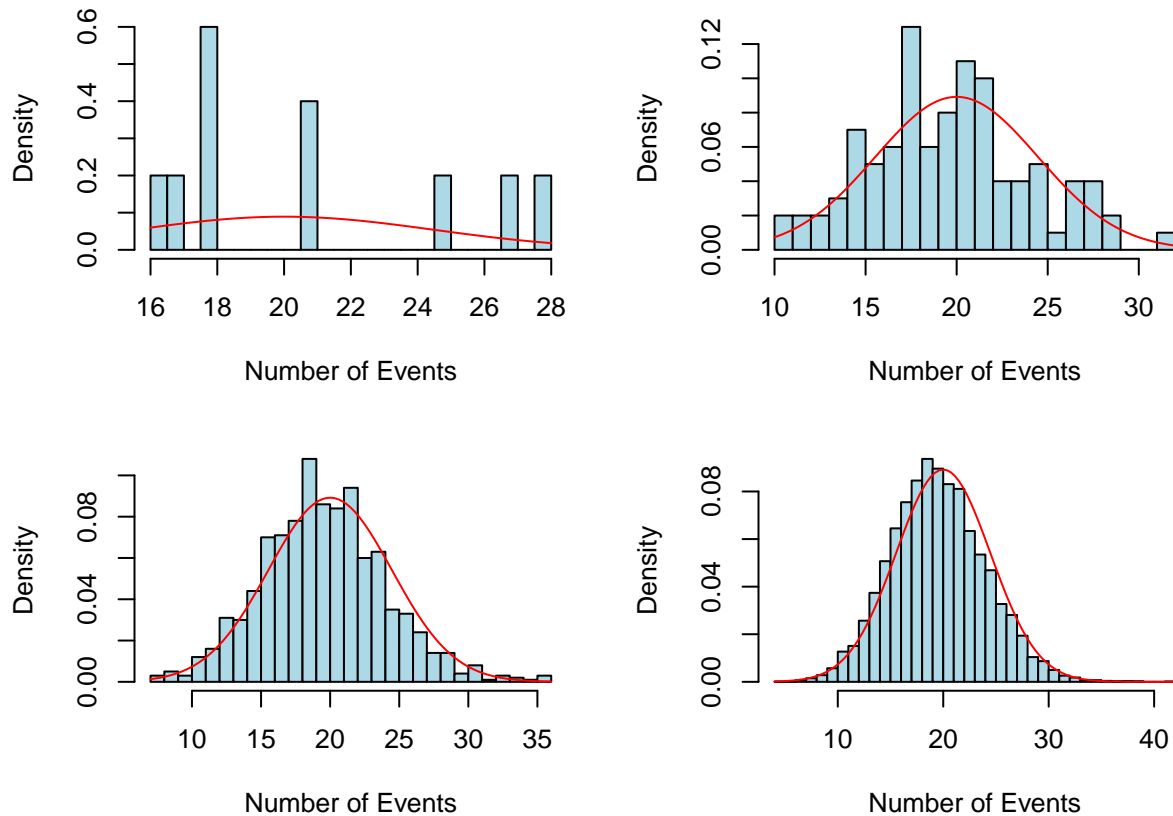 Density
0.0 0.2 0.4 0.6
16 18 20 22 24 26 28
Number of Events
Density
0.00 0.06 0.12
10 15 20 25 30
Number of Events
Density
0.00 0.04 0.08
10 15 20 25 30 35
Number of Events
Density
0.00 0.04 0.08
10 20 30 40
Number of Events